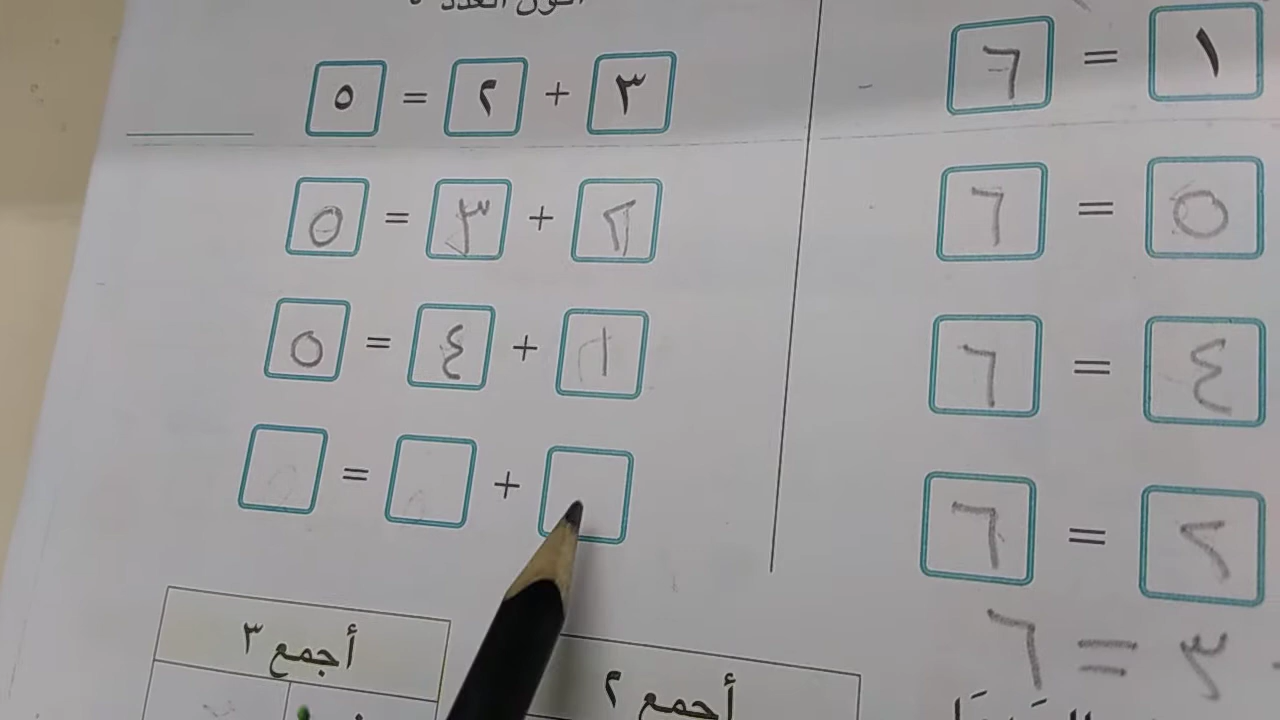 ٦ = ١
٦ = ٥
٦ = ٤
٦ = ٢
٦ = ٣
٣ + ٢ = ٥
٢ + ٣ = ٥
١ + ٤ = ٥
+ =
أجمع ٢
أجمع ٣